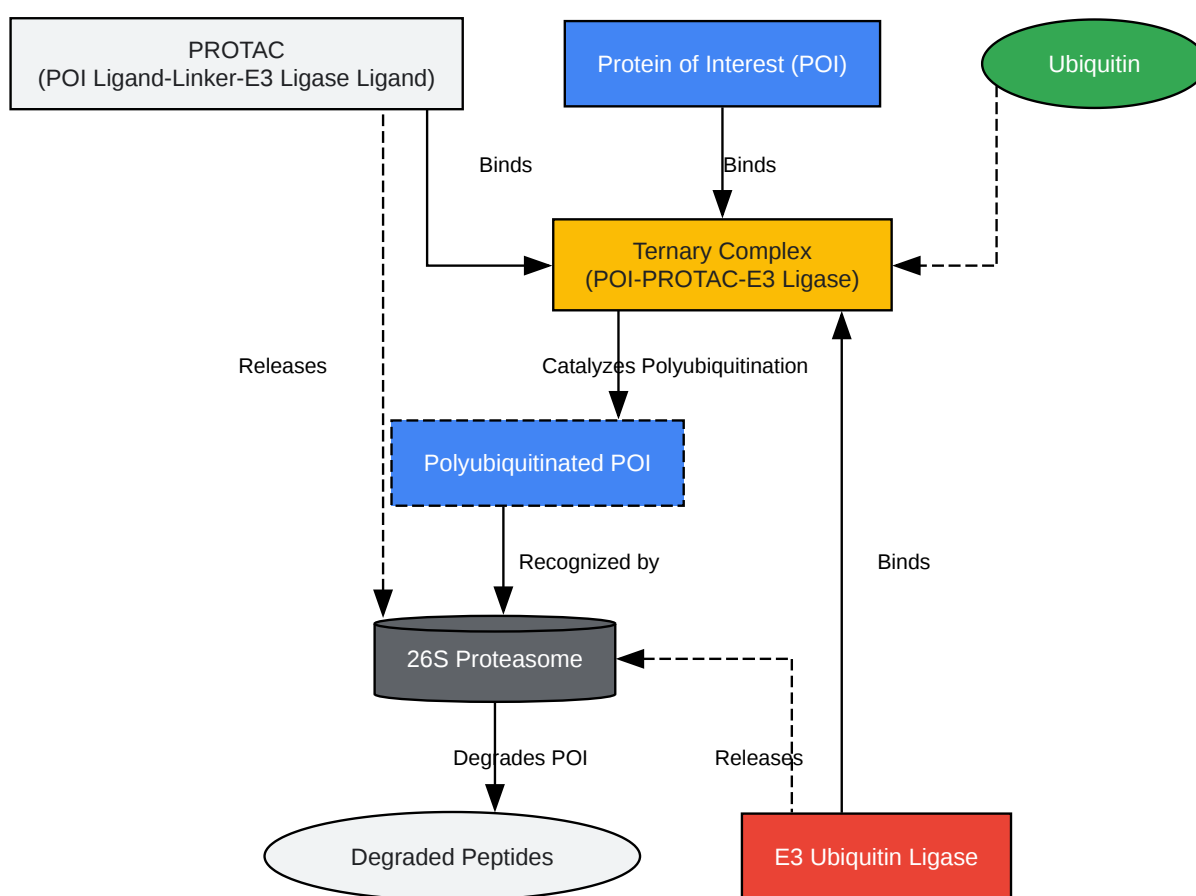 PROTAC
(POI Ligand-Linker-E3 Ligase Ligand)
Protein of Interest (POI)
Ubiquitin
Binds
Binds
Ternary Complex
(POI-PROTAC-E3 Ligase)
Releases
Catalyzes Polyubiquitination
Polyubiquitinated POI
Recognized by
Binds
26S Proteasome
Degrades POI
Releases
Degraded Peptides
E3 Ubiquitin Ligase